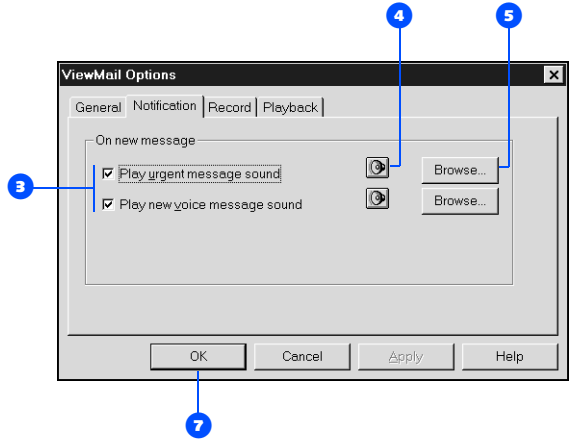 4 5
ViewMail Options
General Notification Record Playback
On new message
3 Play urgent message sound Browse...
Play new voice message sound Browse...
OK Cancel Apply Help
7